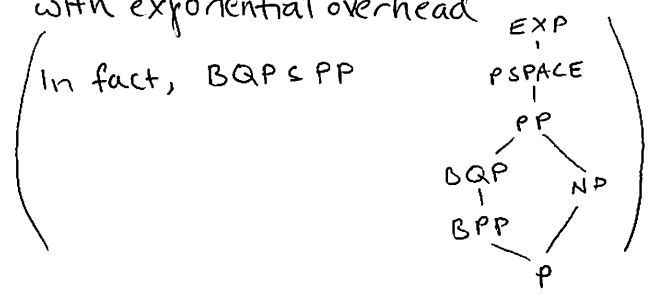 with exponential overhead
In fact, BQP ⊆ PP
EXP
PSPACE
PP
BQP
NP
BPP
P